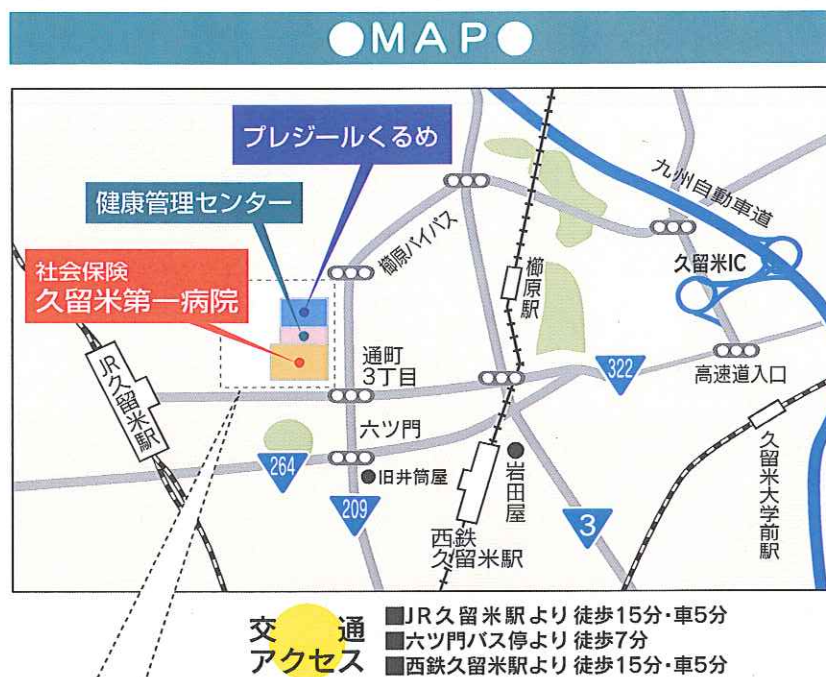 ●MAP●
プレジールくるめ
健康管理センター
社会保険
久留米第一病院
櫛原バイパス
九州自動車道
久留米IC
櫛原駅
通町
3丁目
322
高速道入口
JR久留米駅
六ツ門
264
旧井筒屋
209
岩田屋
西鉄
久留米駅
3
久留米大学前駅
交通
アクセス
■JR久留米駅より徒歩15分・車5分
■六ツ門バス停より徒歩7分
■西鉄久留米駅より徒歩15分・車5分